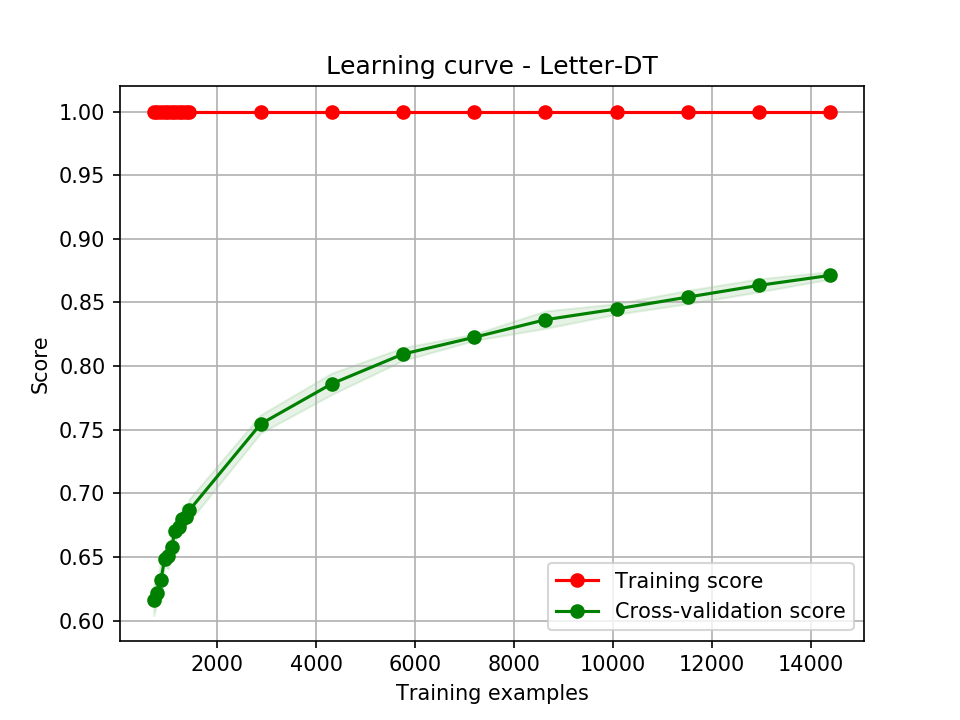 Learning curve - Letter-DT
Score
1.00
0.95
0.90
0.85
0.80
0.75
0.70
0.65
0.60
Training score
Cross-validation score
2000 4000 6000 8000 10000 12000 14000
Training examples